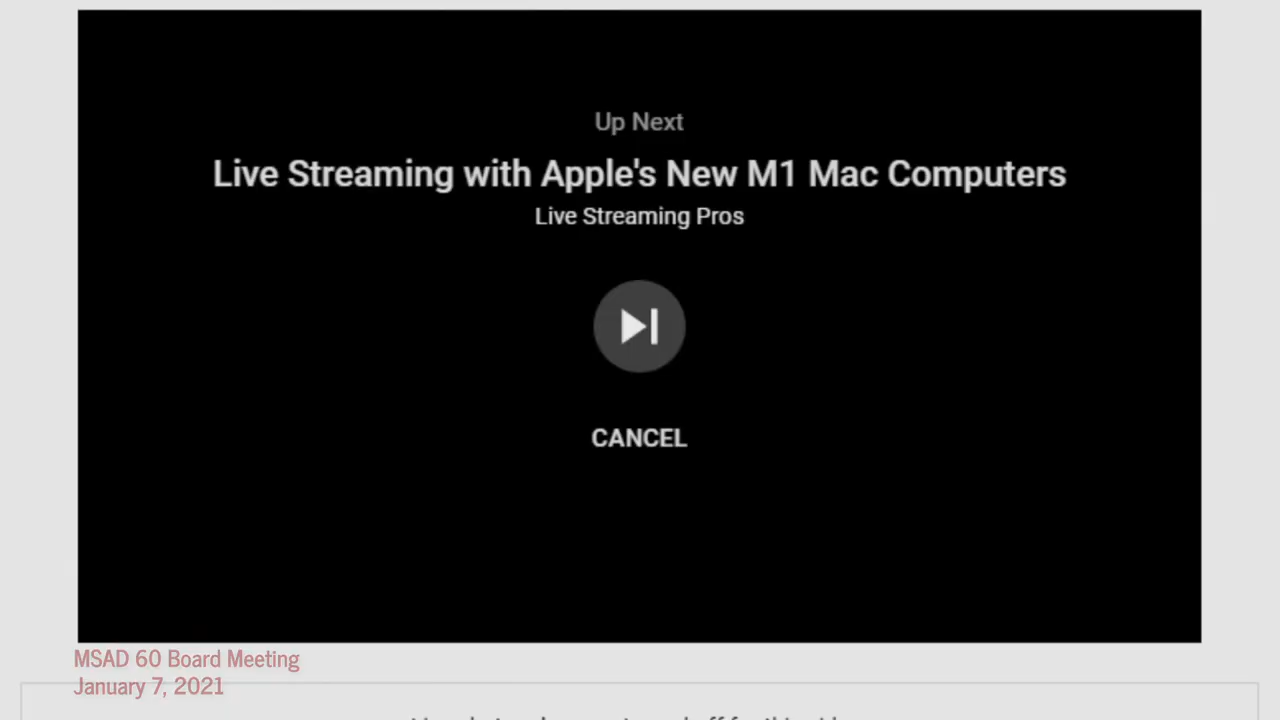 Up Next
Live Streaming with Apple's New M1 Mac Computers
Live Streaming Pros
CANCEL
MSAD 60 Board Meeting
January 7, 2021